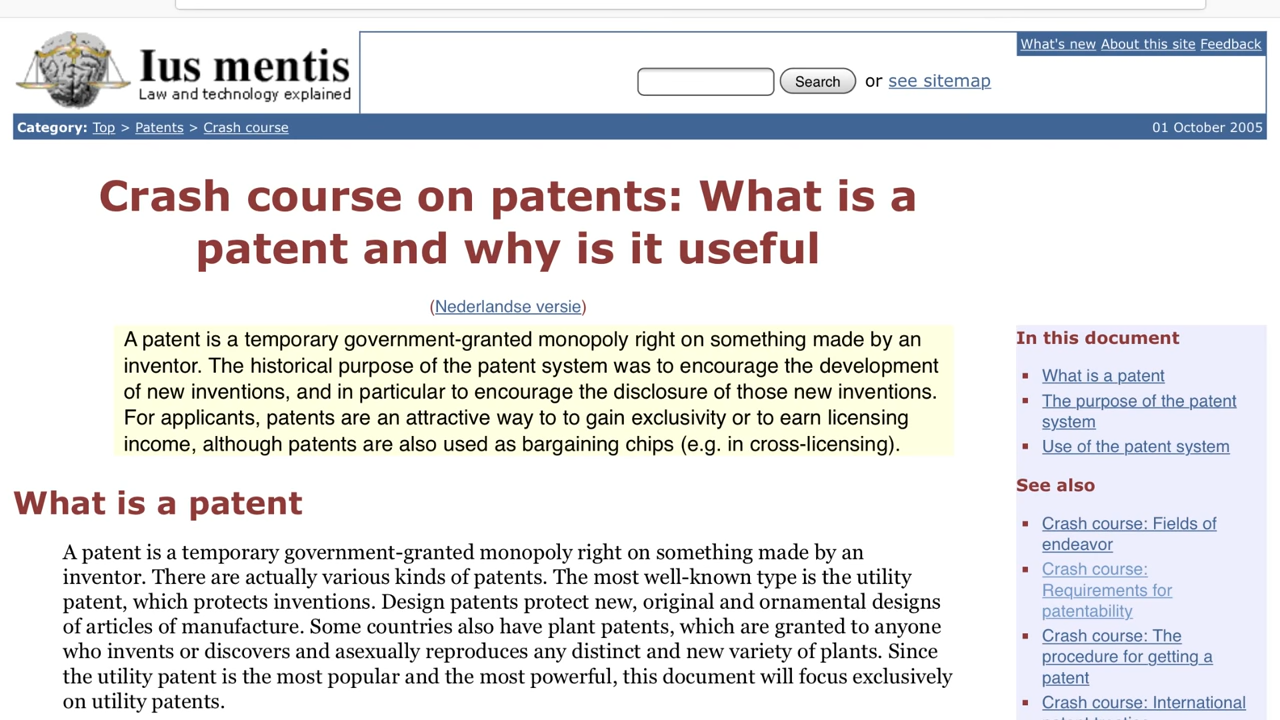 What's new About this site Feedback
Ius mentis
Law and technology explained
Search or see sitemap
Category: Top > Patents > Crash course
01 October 2005
Crash course on patents: What is a
patent and why is it useful
(Nederlandse versie)
A patent is a temporary government-granted monopoly right on something made by an
inventor. The historical purpose of the patent system was to encourage the development
of new inventions, and in particular to encourage the disclosure of those new inventions.
For applicants, patents are an attractive way to to gain exclusivity or to earn licensing
income, although patents are also used as bargaining chips (e.g. in cross-licensing).
What is a patent
A patent is a temporary government-granted monopoly right on something made by an
inventor. There are actually various kinds of patents. The most well-known type is the utility
patent, which protects inventions. Design patents protect new, original and ornamental designs
of articles of manufacture. Some countries also have plant patents, which are granted to anyone
who invents or discovers and asexually reproduces any distinct and new variety of plants. Since
the utility patent is the most popular and the most powerful, this document will focus exclusively
on utility patents.
In this document
What is a patent
The purpose of the patent
system
Use of the patent system
See also
Crash course: Fields of
endeavor
Crash course:
Requirements for
patentability
Crash course: The
procedure for getting a
patent
Crash course: International